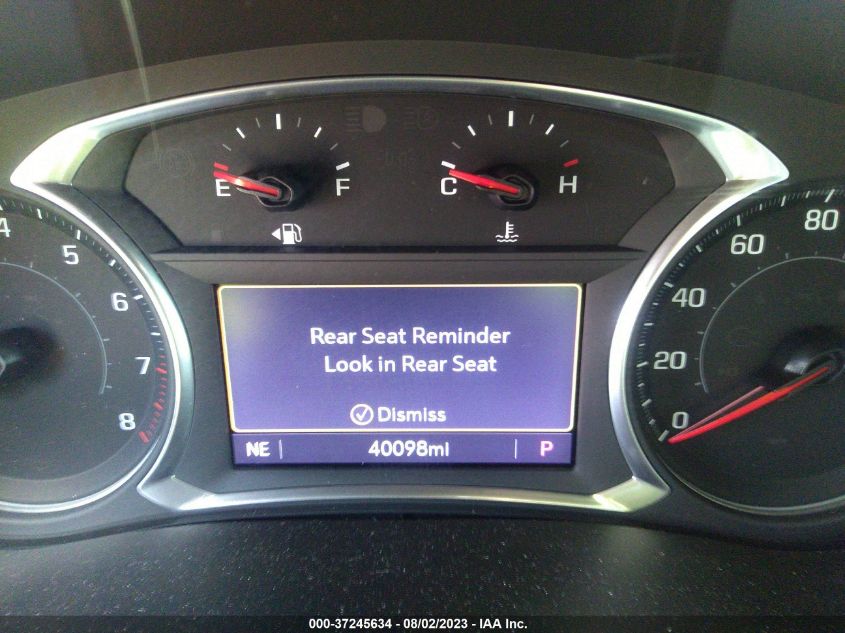 E F
C H
4
5
6
7
8
80
60
40
20
0
Rear Seat Reminder
Look in Rear Seat
Dismiss
NE 40098mi P
000-37245634 - 08/02/2023 - IAA Inc.